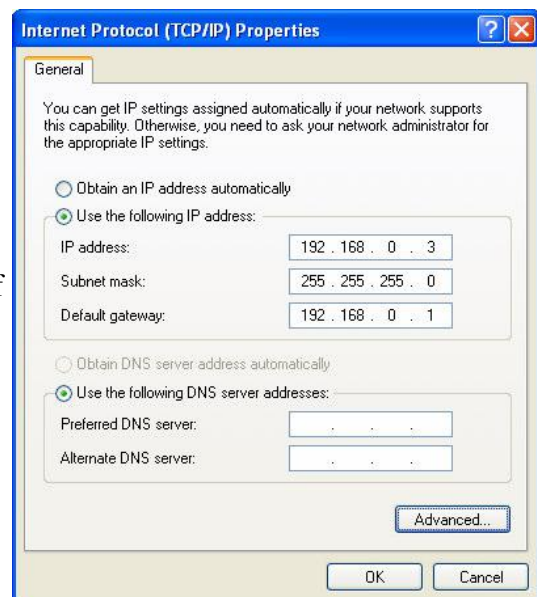 Internet Protocol (TCP/IP) Properties
General
You can get IP settings assigned automatically if your network supports
this capability. Otherwise, you need to ask your network administrator for
the appropriate IP settings.
Obtain an IP address automatically
Use the following IP address:
IP address: 192 . 168 . 0 . 3
f
Subnet mask: 255 . 255 . 255 . 0
Default gateway: 192 . 168 . 0 . 1
Obtain DNS server address automatically
Use the following DNS server addresses:
Preferred DNS server: . . .
Alternate DNS server: . . .
Advanced...
OK Cancel